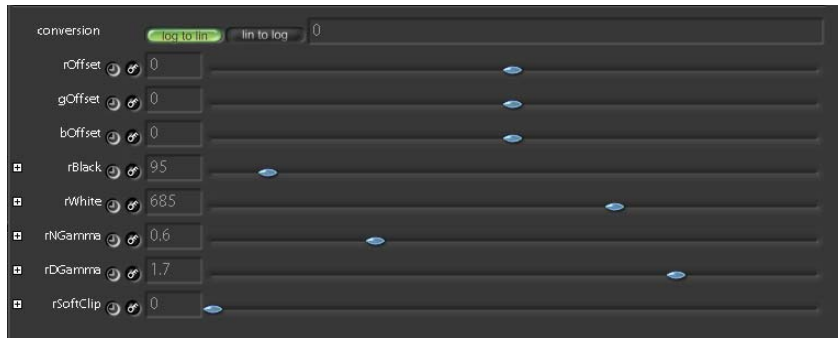 conversion log to lin lin to log 0
rOffset 0
gOffset 0
bOffset 0
rBlack 95
rWhite 685
rNGamma 0.6
rDGamma 1.7
rSoftClip 0